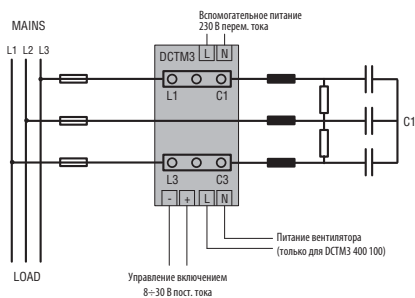 Вспомогательное питание
230 В перем. тока
MAINS
L1 L2 L3
DCTM3 L N
L1 C1
C1
L3 C3
- + L N
Питание вентилятора
(только для DCTM3 400 100)
LOAD
Управление включением
8÷30 В пост. тока